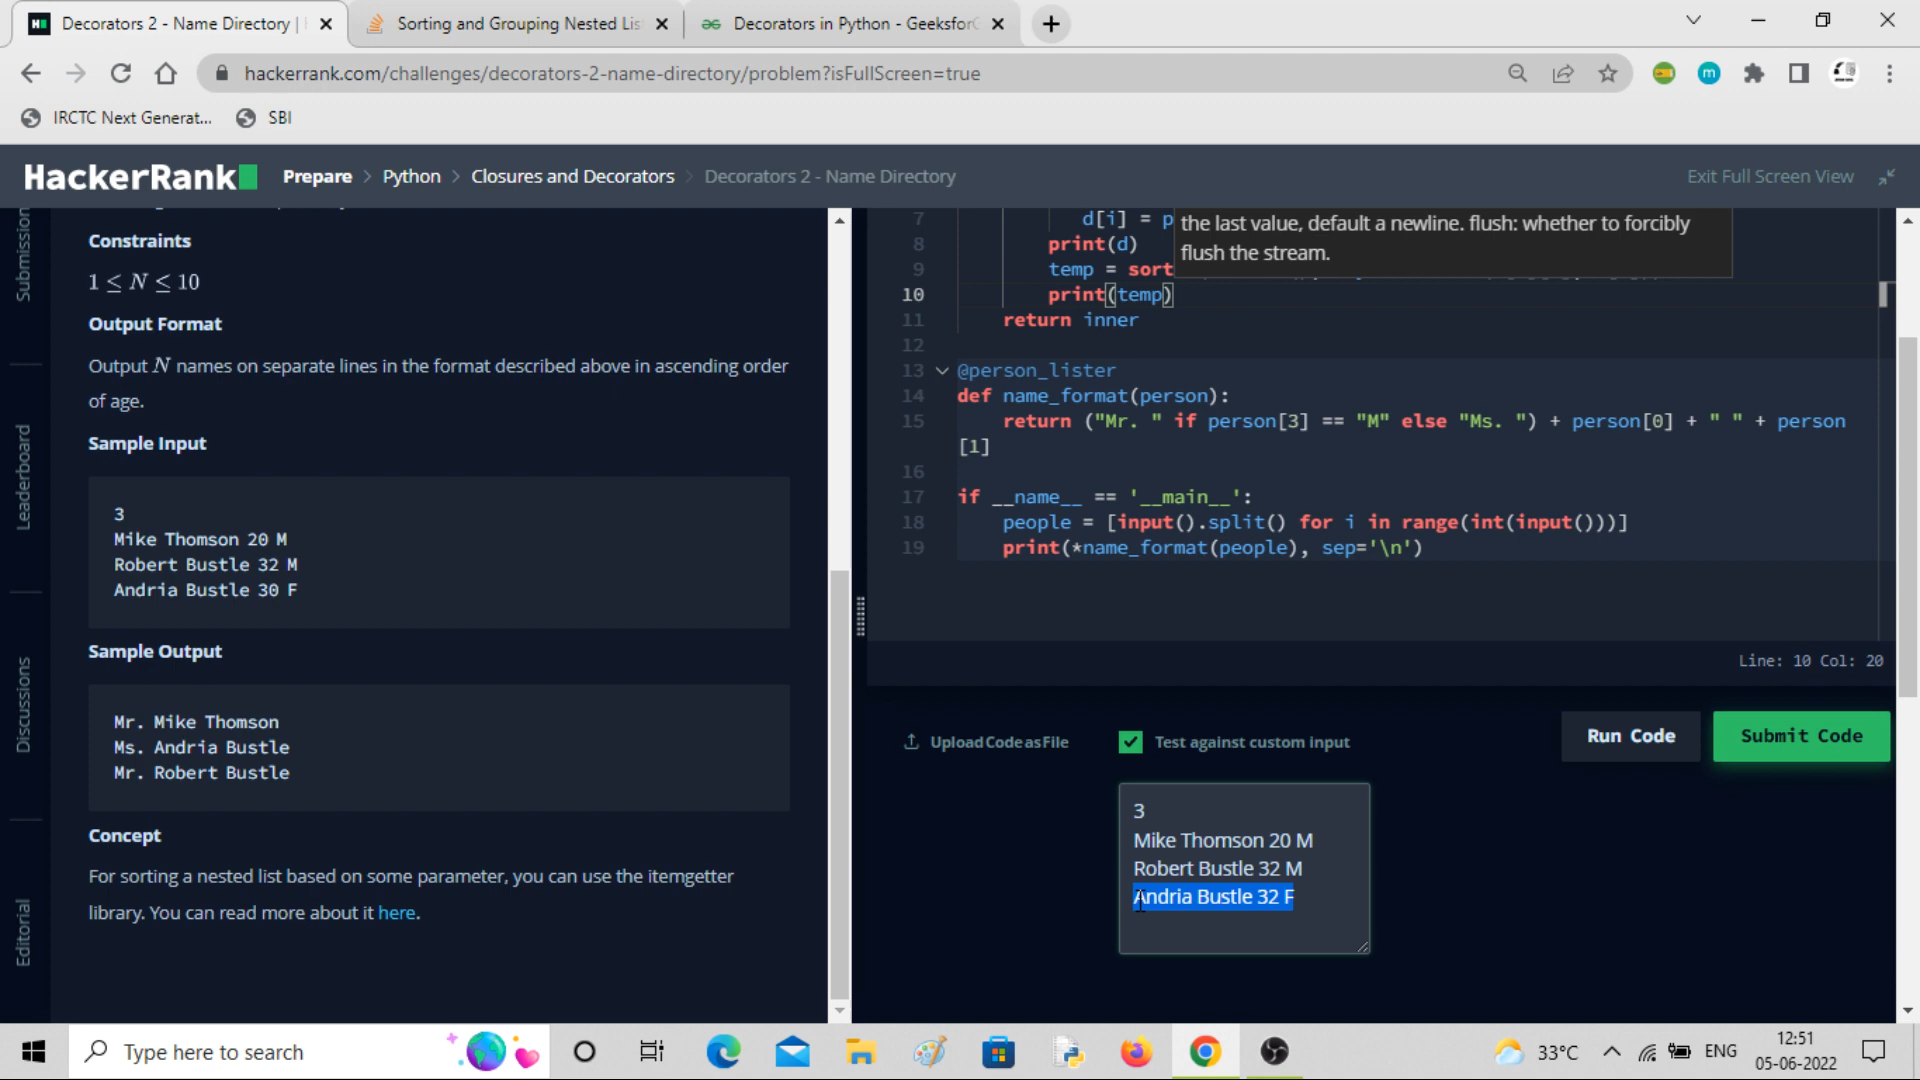 Decorators 2 - Name Directory |
Sorting and Grouping Nested Lis
Decorators in Python - GeeksforG
hackerrank.com/challenges/decorators-2-name-directory/problem?isFullScreen=true
m
IRCTC Next Generat...
SBI
HackerRank
Prepare > Python > Closures and Decorators > Decorators 2 - Name Directory
Exit Full Screen View
Submission
Leaderboard
Discussions
Editorial
Constraints
1 ≤ N ≤ 10
Output Format
Output N names on separate lines in the format described above in ascending order
of age.
Sample Input
3
Mike Thomson 20 M
Robert Bustle 32 M
Andria Bustle 30 F
Sample Output
Mr. Mike Thomson
Ms. Andria Bustle
Mr. Robert Bustle
Concept
For sorting a nested list based on some parameter, you can use the itemgetter
library. You can read more about it here.
7 d[i] = p
the last value, default a newline. flush: whether to forcibly
flush the stream.
8 print(d)
9 temp = sort
10 print(temp)
11 return inner
12
13 @person_lister
14 def name_format(person):
15 return ("Mr. " if person[3] == "M" else "Ms. ") + person[0] + " " + person
[1]
16
17 if __name__ == '__main__':
18 people = [input().split() for i in range(int(input()))]
19 print(*name_format(people), sep='\n')
Line: 10 Col: 20
Upload Code as File
Test against custom input
Run Code
Submit Code
3
Mike Thomson 20 M
Robert Bustle 32 M
Andria Bustle 32 F
Type here to search
33°C
ENG
12:51
05-06-2022